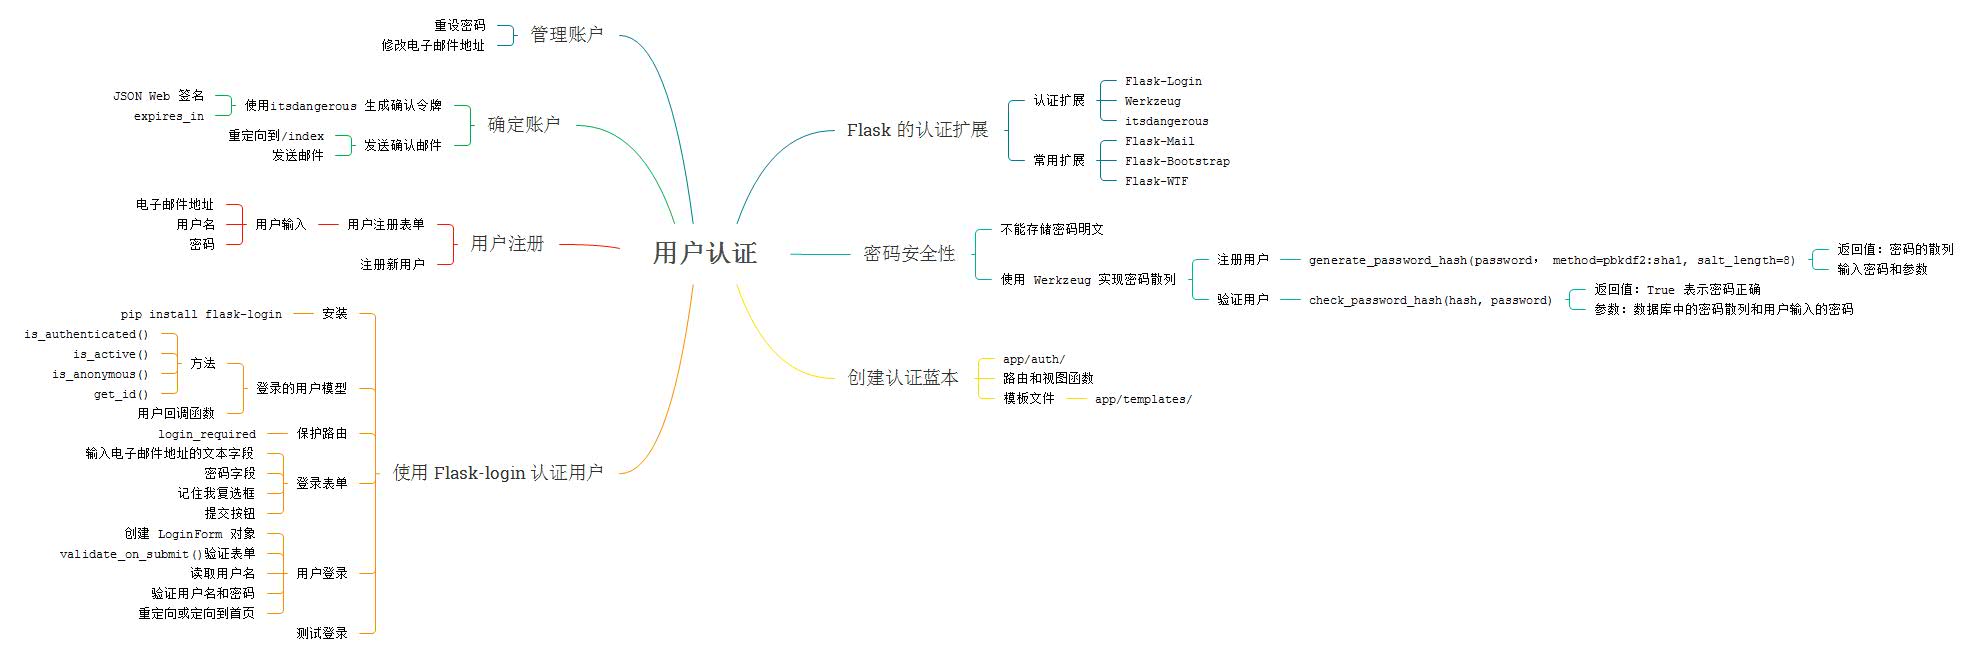 用户认证
Flask 的认证扩展
认证扩展
Flask-Login
Werkzeug
itsdangerous
常用扩展
Flask-Mail
Flask-Bootstrap
Flask-WTF
密码安全性
不能存储密码明文
使用 Werkzeug 实现密码散列
注册用户
generate_password_hash(password, method=pbkdf2:sha1, salt_length=8)
返回值: 密码的散列
输入密码和参数
验证用户
check_password_hash(hash, password)
返回值: True 表示密码正确
参数: 数据库中的密码散列和用户输入的密码
创建认证蓝本
app/auth/
路由和视图函数
模板文件
app/templates/
管理账户
重设密码
修改电子邮件地址
确定账户
使用itsdangerous 生成确认令牌
JSON Web 签名
expires_in
发送确认邮件
重定向到/index
发送邮件
用户注册
用户注册表单
用户输入
电子邮件地址
用户名
密码
注册新用户
使用 Flask-login 认证用户
安装
pip install flask-login
登录的用户模型
方法
is_authenticated()
is_active()
is_anonymous()
get_id()
用户回调函数
保护路由
login_required
登录表单
输入电子邮件地址的文本字段
密码字段
记住我复选框
提交按钮
用户登录
创建 LoginForm 对象
validate_on_submit()验证表单
读取用户名
验证用户名和密码
重定向或定向到首页
测试登录